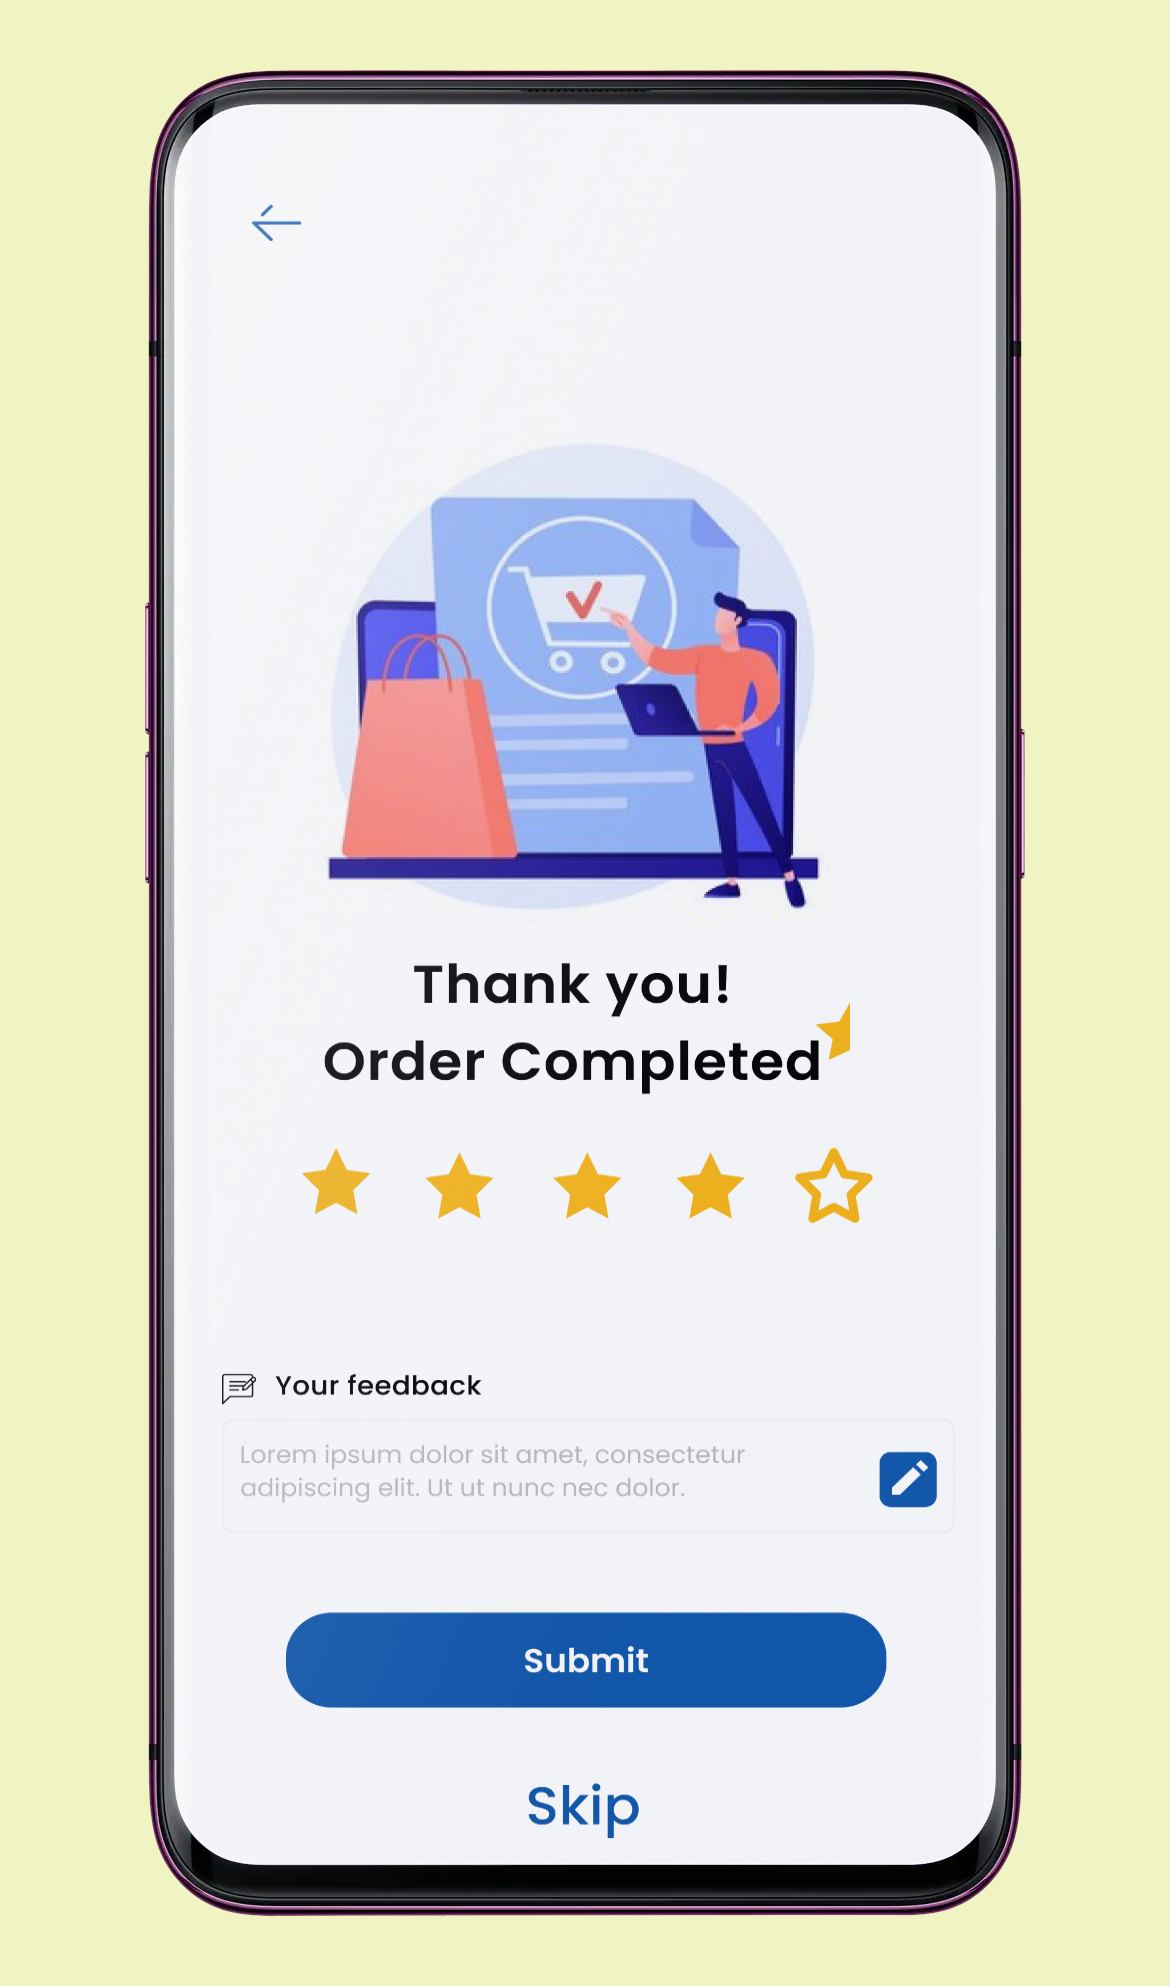 Thank you!
Order Completed
Your feedback
Lorem ipsum dolor sit amet, consectetur
adipiscing elit. Ut ut nunc nec dolor.
Submit
Skip